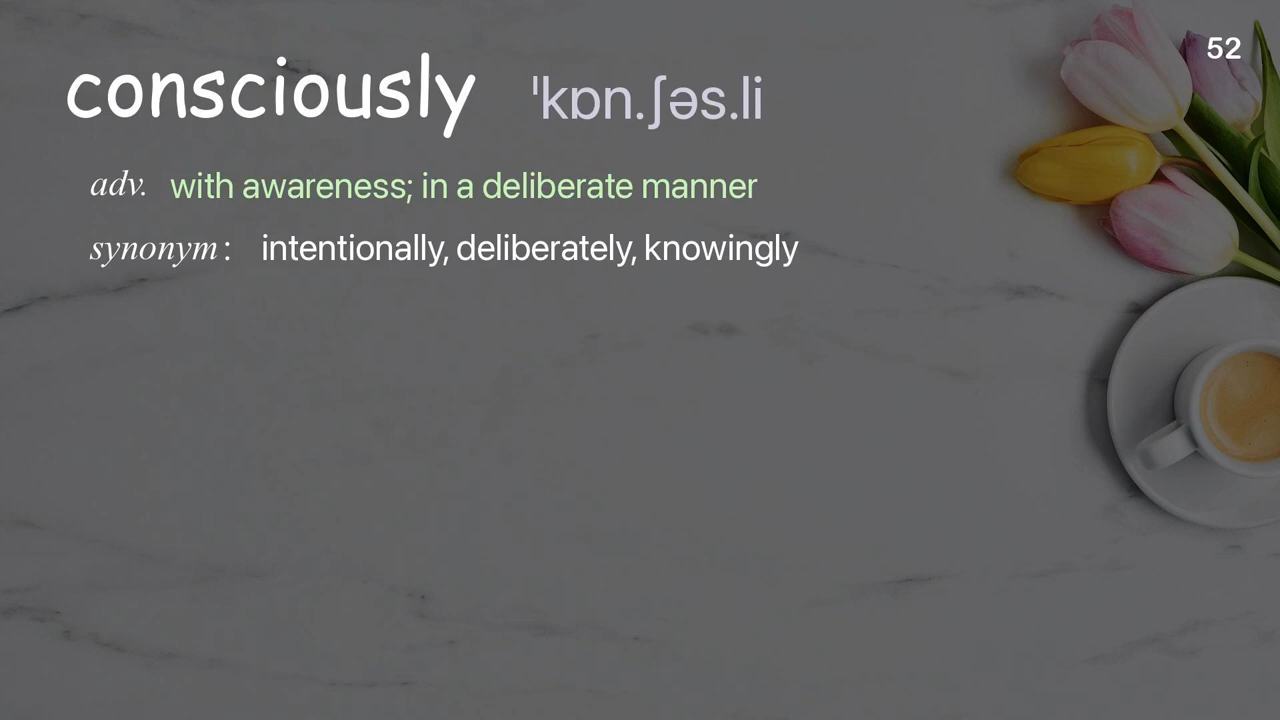 52
consciously ˈkɒn.ʃəs.li
adv. with awareness; in a deliberate manner
synonym: intentionally, deliberately, knowingly